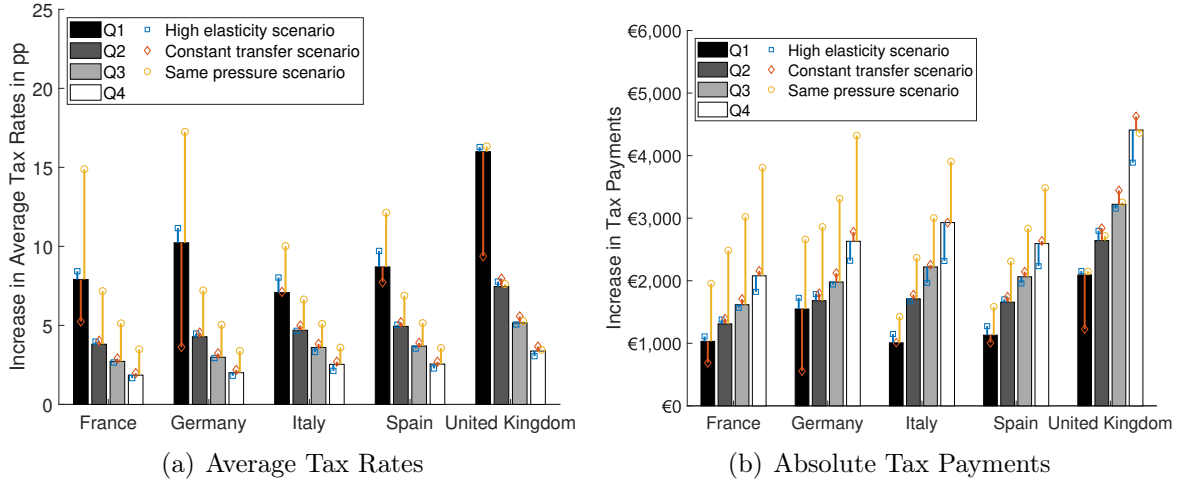 25
20
15
10
5
0
Increase in Average Tax Rates in pp
Q1
Q2
Q3
Q4
High elasticity scenario
Constant transfer scenario
Same pressure scenario
France
Germany
Italy
Spain
United Kingdom
(a) Average Tax Rates
€6,000
€5,000
€4,000
€3,000
€2,000
€1,000
€0
Increase in Tax Payments
Q1
Q2
Q3
Q4
High elasticity scenario
Constant transfer scenario
Same pressure scenario
France
Germany
Italy
Spain
United Kingdom
(b) Absolute Tax Payments